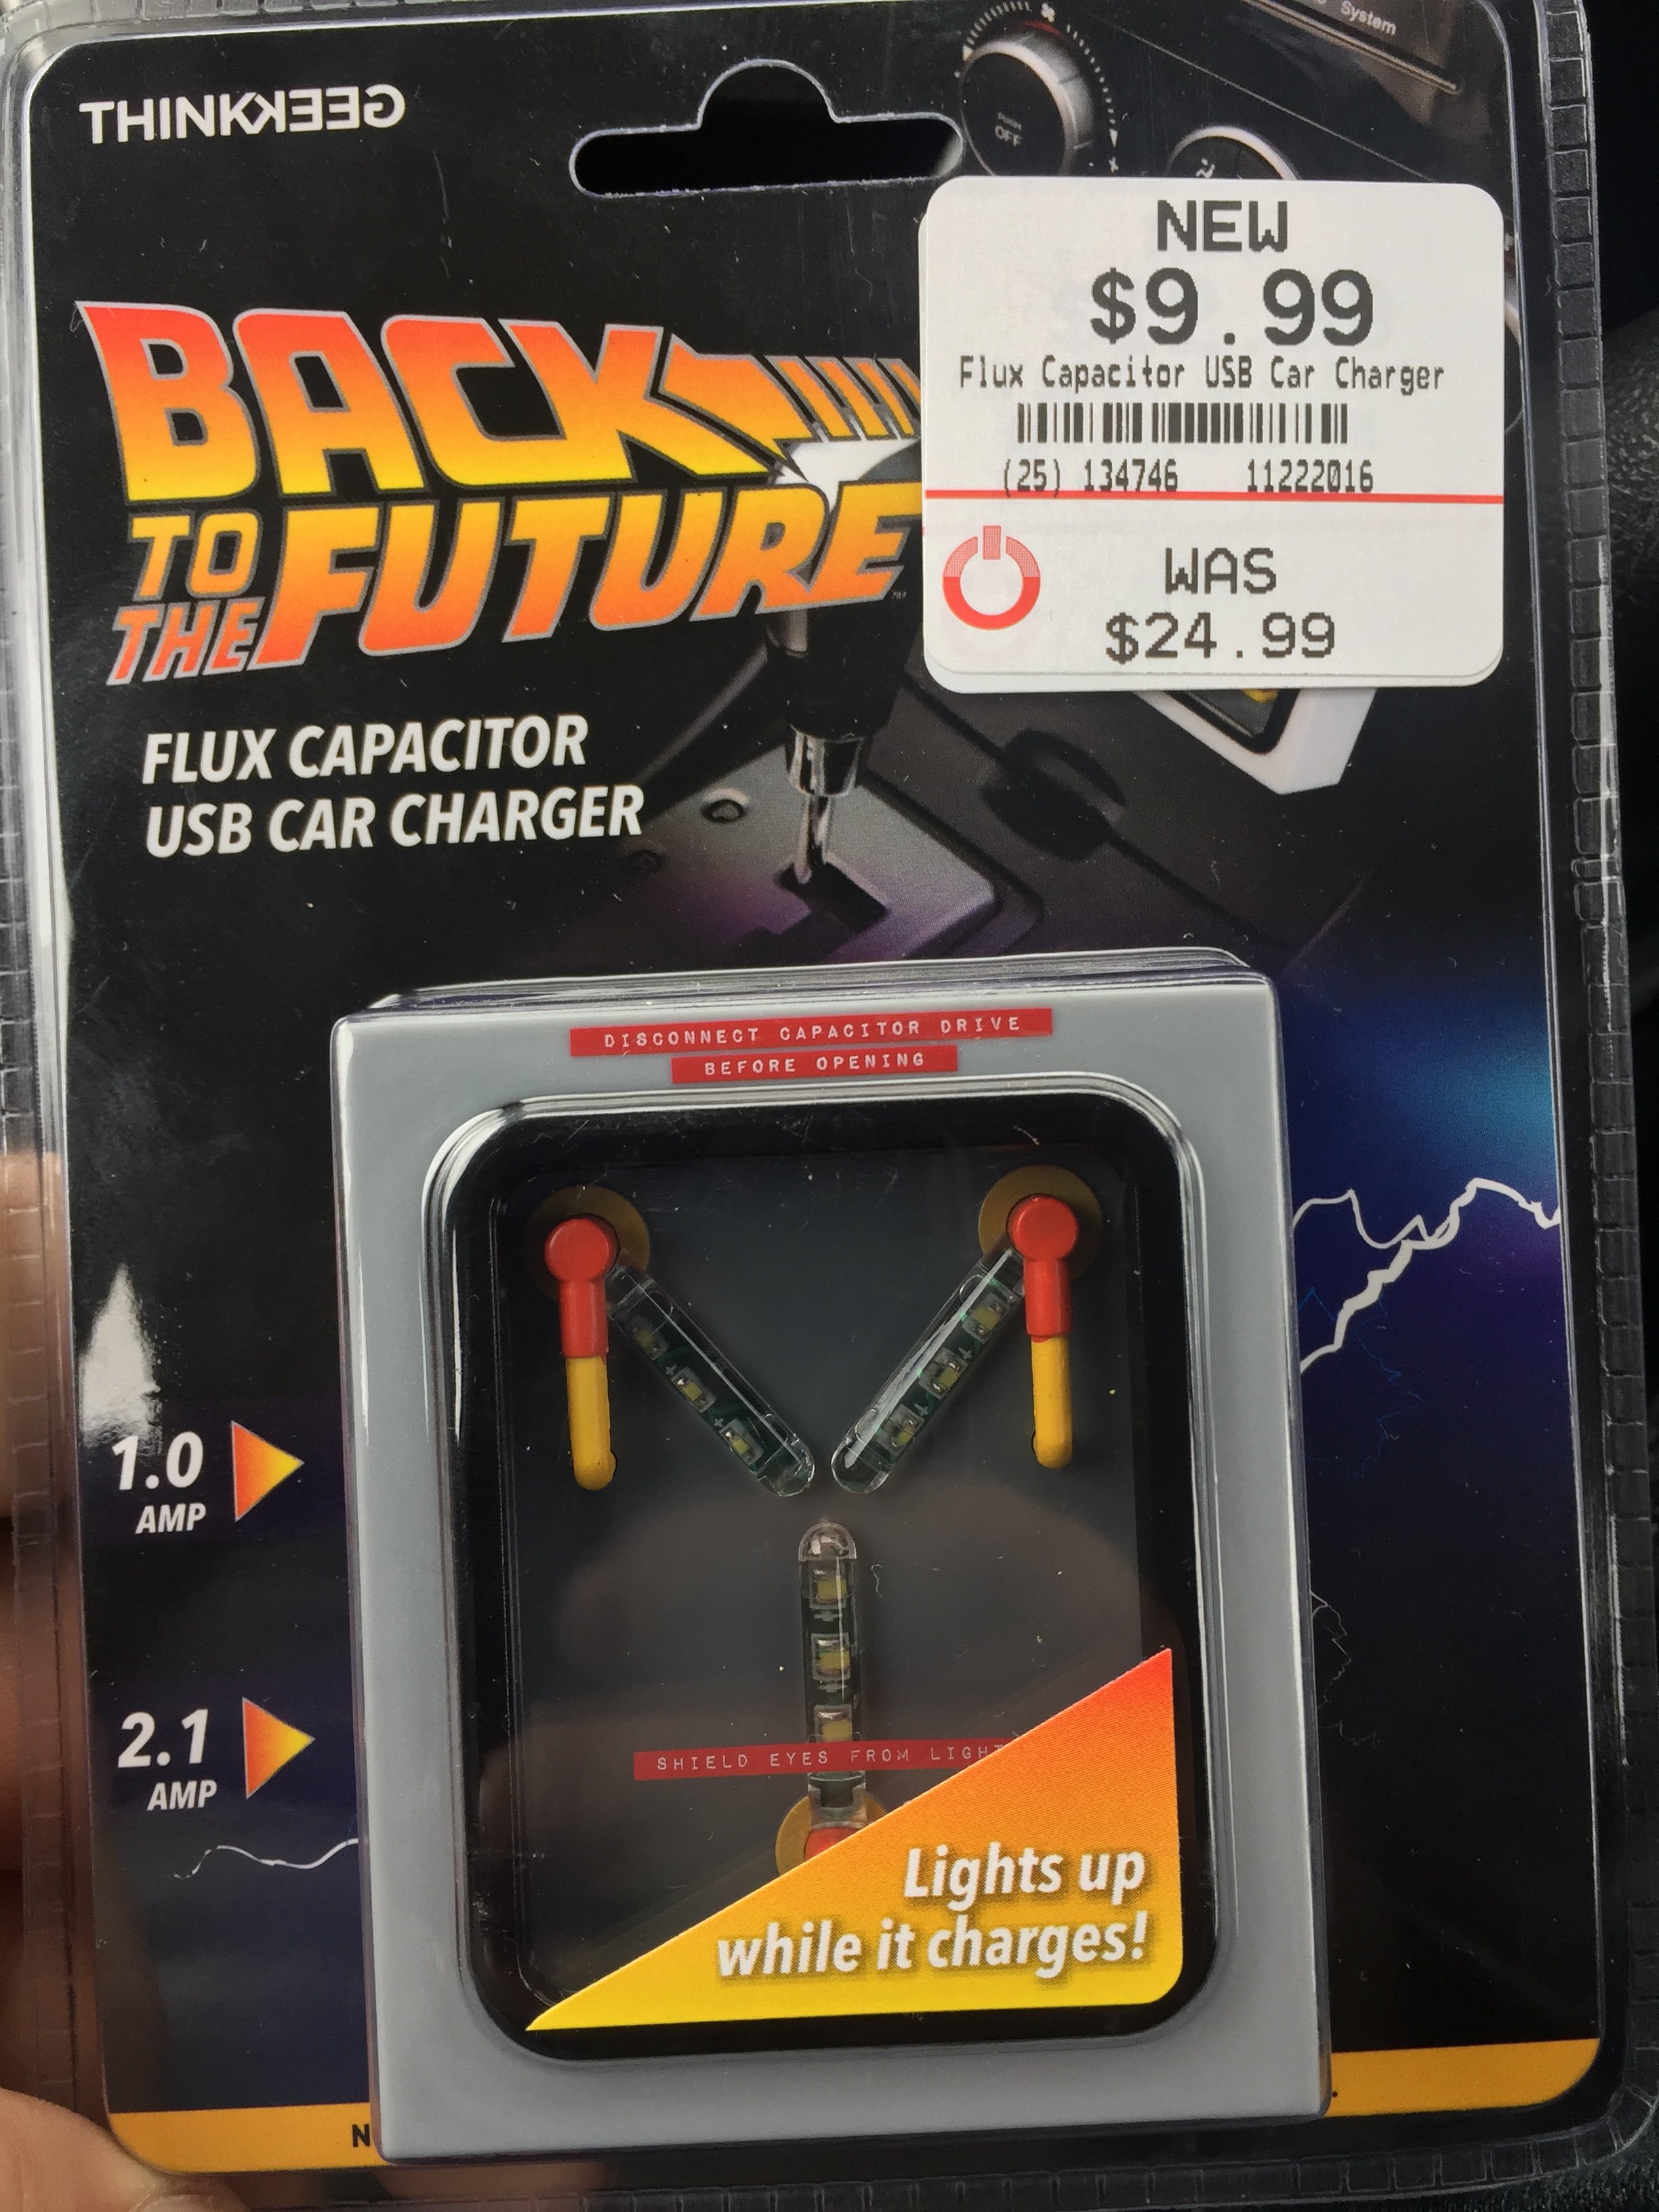 System
PUSH
OFF
THINKGEEK
NEW
$9.99
Flux Capacitor USB Car Charger
(25) 134746 11222016
WAS
$24.99
BACK
TO
THE FUTURE
FLUX CAPACITOR
USB CAR CHARGER
DISCONNECT CAPACITOR DRIVE
BEFORE OPENING
1.0
AMP
2.1
AMP
SHIELD EYES FROM LIGHT
Lights up
while it charges!